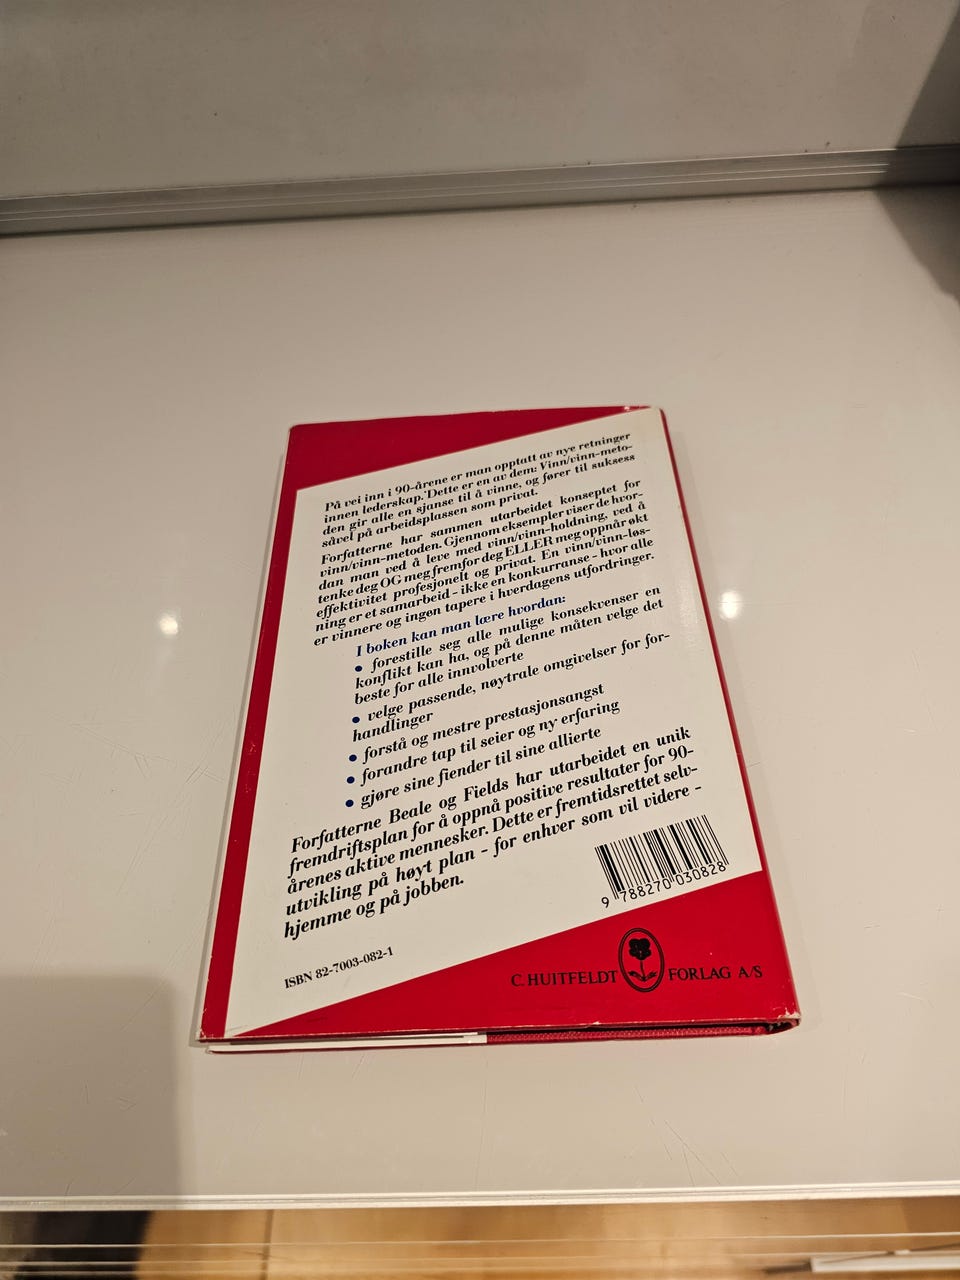 På vei inn i 90-årene er man opptatt av nye retninger
innen lederskap. Dette er en av dem: Vinn/vinn-meto-
den gir alle en sjanse til å vinne, og fører til suksess
såvel på arbeidsplassen som privat.
Forfatterne har sammen utarbeidet konseptet for
vinn/vinn-metoden. Gjennom eksempler viser de hvor-
dan man ved å leve med vinn/vinn-holdning, ved å
tenke deg OG meg fremfor deg ELLER meg oppnår økt
effektivitet profesjonelt og privat. En vinn/vinn-løs-
ning er et samarbeid - ikke en konkurranse - hvor alle
er vinnere og ingen tapere i hverdagens utfordringer.
I boken kan man lære hvordan:
• forestille seg alle mulige konsekvenser en
konflikt kan ha, og på denne måten velge det
beste for alle innvolverte
• velge passende, nøytrale omgivelser for for-
handlinger
• forstå og mestre prestasjonsangst
• forandre tap til seier og ny erfaring
• gjøre sine fiender til sine allierte
Forfatterne Beale og Fields har utarbeidet en unik
fremdriftsplan for å oppnå positive resultater for 90-
årenes aktive mennesker. Dette er fremtidsrettet selv-
utvikling på høyt plan - for enhver som vil videre -
hjemme og på jobben.
9 788270 030828
ISBN 82-7003-082-1
C. HUITFELDT FORLAG A/S